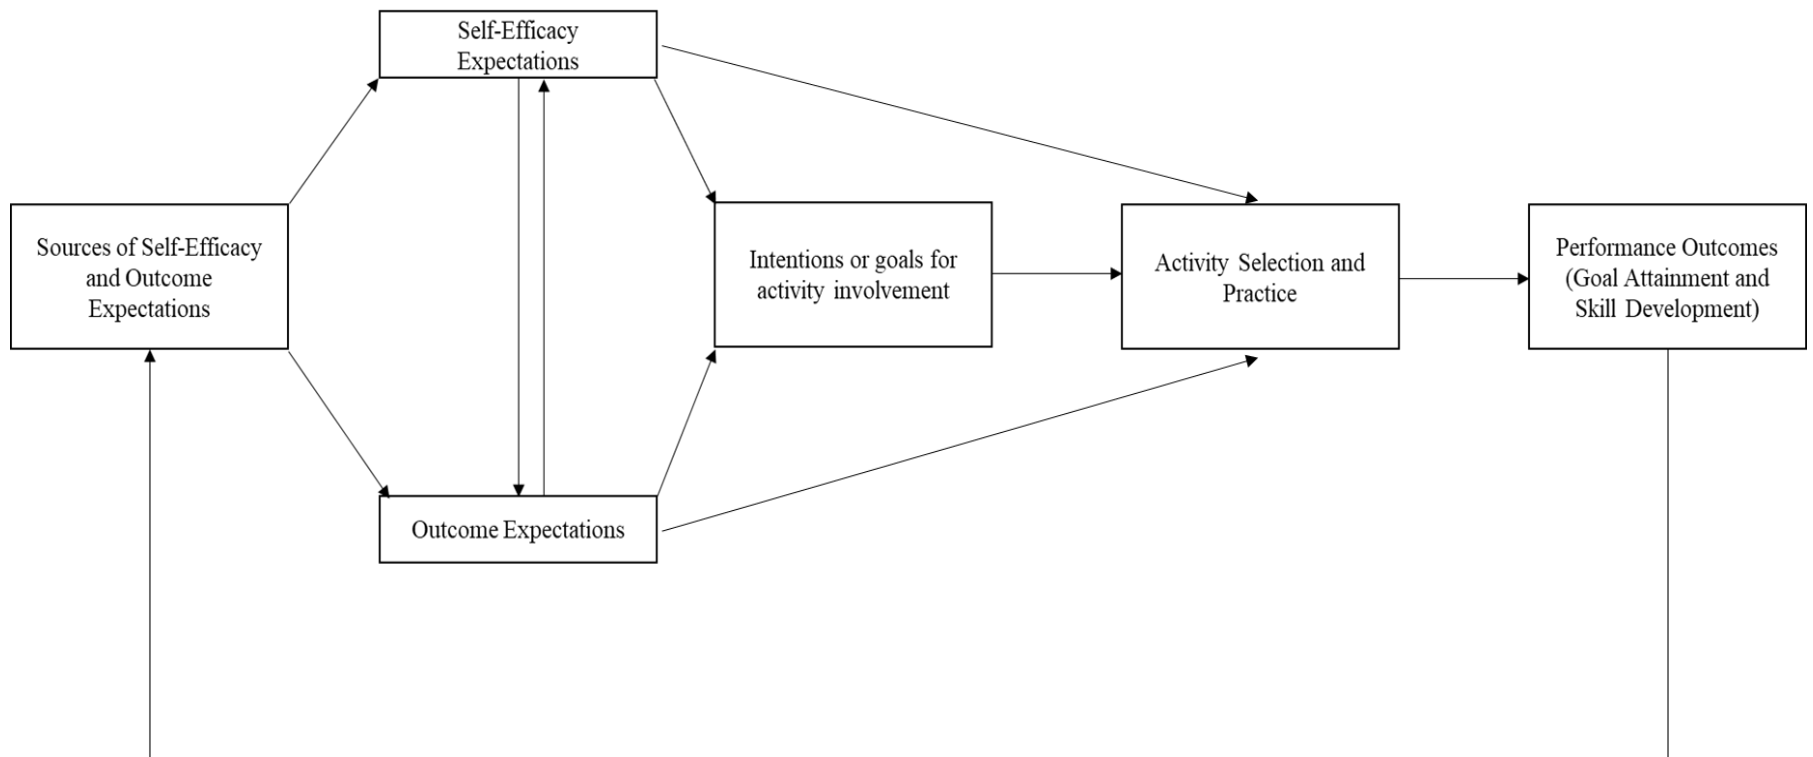 Self-Efficacy
Expectations
Sources of Self-Efficacy
and Outcome
Expectations
Intentions or goals for
activity involvement
Activity Selection and
Practice
Performance Outcomes
(Goal Attainment and
Skill Development)
Outcome Expectations